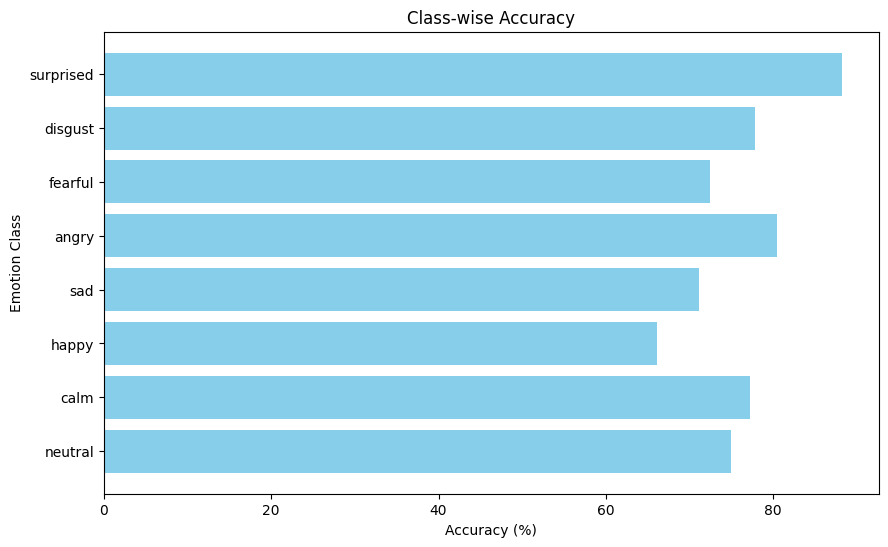 Class-wise Accuracy
surprised
disgust
fearful
angry
sad
happy
calm
neutral
Emotion Class
0 20 40 60 80
Accuracy (%)